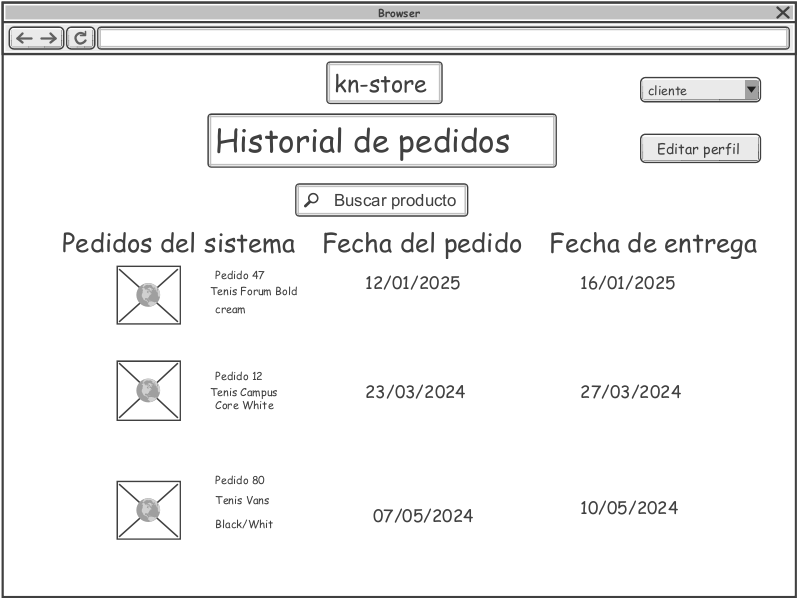 Browser
kn-store
cliente
Historial de pedidos
Editar perfil
Buscar producto
Pedidos del sistema Fecha del pedido Fecha de entrega
Pedido 47
Tenis Forum Bold
cream
12/01/2025 16/01/2025
Pedido 12
Tenis Campus
Core White
23/03/2024 27/03/2024
Pedido 80
Tenis Vans
Black/Whit
07/05/2024 10/05/2024